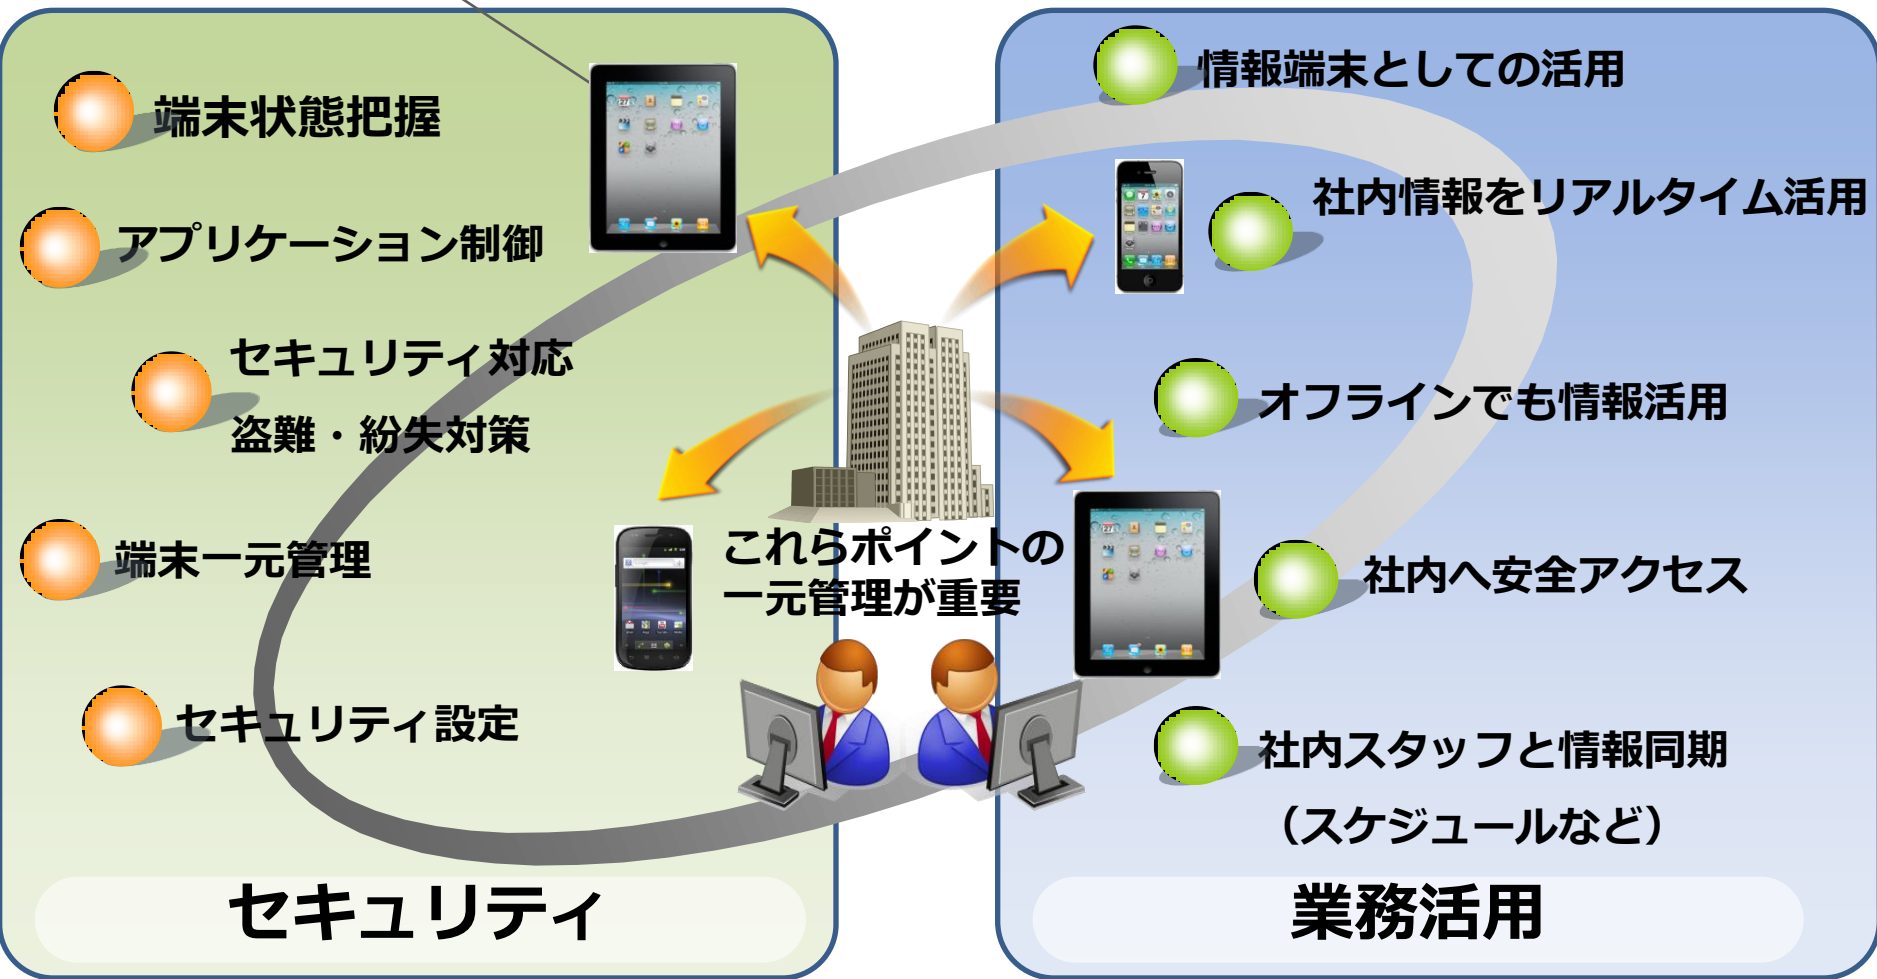 端末状態把握
アプリケーション制御
セキュリティ対応
盗難・紛失対策
端末一元管理
セキュリティ設定
セキュリティ
これらポイントの
一元管理が重要
情報端末としての活用
社内情報をリアルタイム活用
オフラインでも情報活用
社内へ安全アクセス
社内スタッフと情報同期
（スケジュールなど）
業務活用